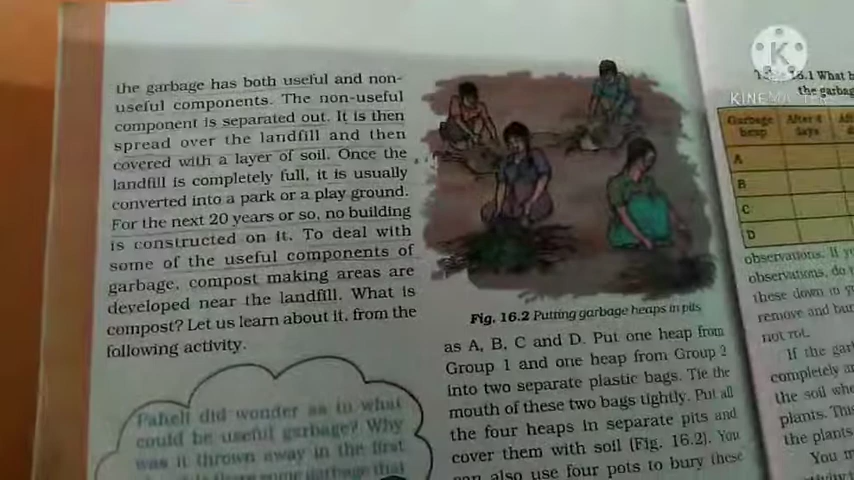 the garbage has both useful and non-
useful components. The non-useful
component is separated out. It is then
spread over the landfill and then
covered with a layer of soil. Once the
landfill is completely full, it is usually
converted into a park or a play ground.
For the next 20 years or so, no building
is constructed on it. To deal with
some of the useful components of
garbage, compost making areas are
developed near the landfill. What is
compost? Let us learn about it, from the
following activity.
Paheli did wonder as to what
could be useful garbage? Why
was it thrown away in the first
there some garbage that
Fig. 16.2 Putting garbage heaps in pits
as A, B, C and D. Put one heap from
Group 1 and one heap from Group 2
into two separate plastic bags. Tie the
mouth of these two bags tightly. Put all
the four heaps in separate pits and
cover them with soil (Fig. 16.2). You
can also use four pots to bury these
K
KINEMASTER
16.1 What
the garbag
Garbage heap
After 4 days
A
B
C
D
observations. If y
observations, do
these down in y
remove and bur
not rot.
If the gar
completely a
the soil whe
plants. This
the plants
You m